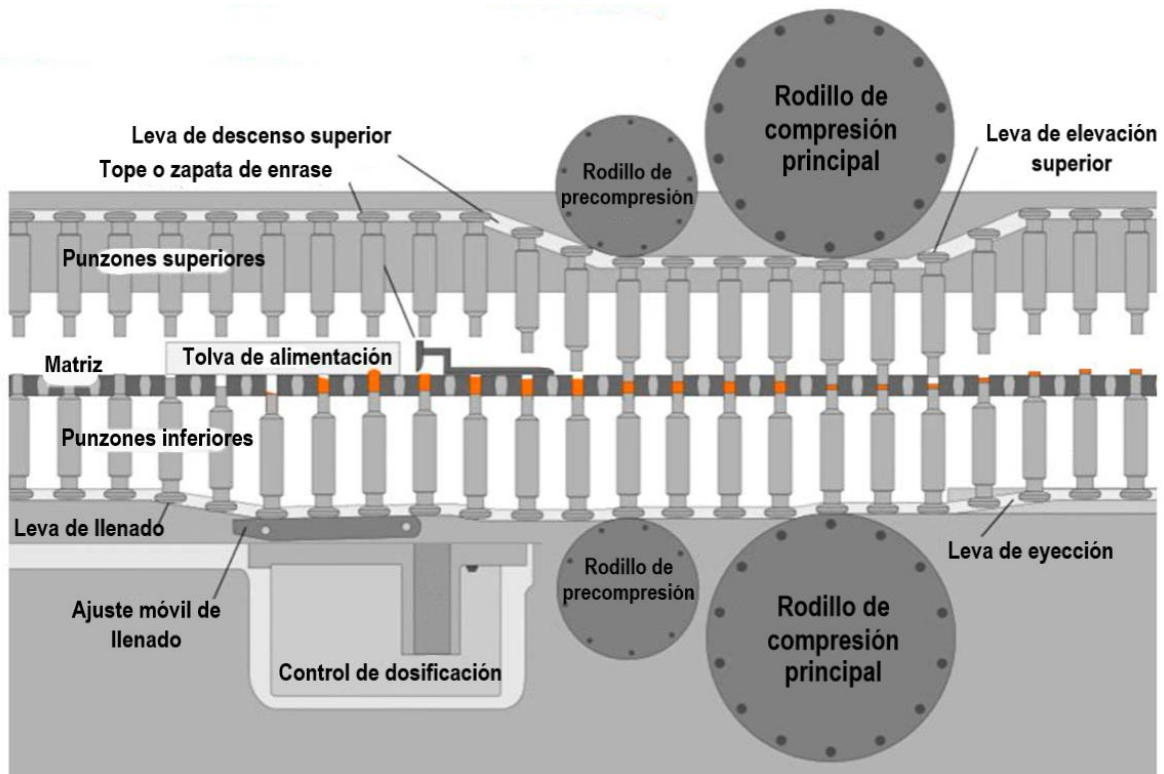 Rodillo de
compresión
principal
Leva de descenso superior
Tope o zapata de enrase
Rodillo de
precompresión
Leva de elevación
superior
Punzones superiores
Matriz
Tolva de alimentación
Punzones inferiores
Leva de llenado
Ajuste móvil de
llenado
Control de dosificación
Rodillo de
precompresión
Rodillo de
compresión
principal
Leva de eyección